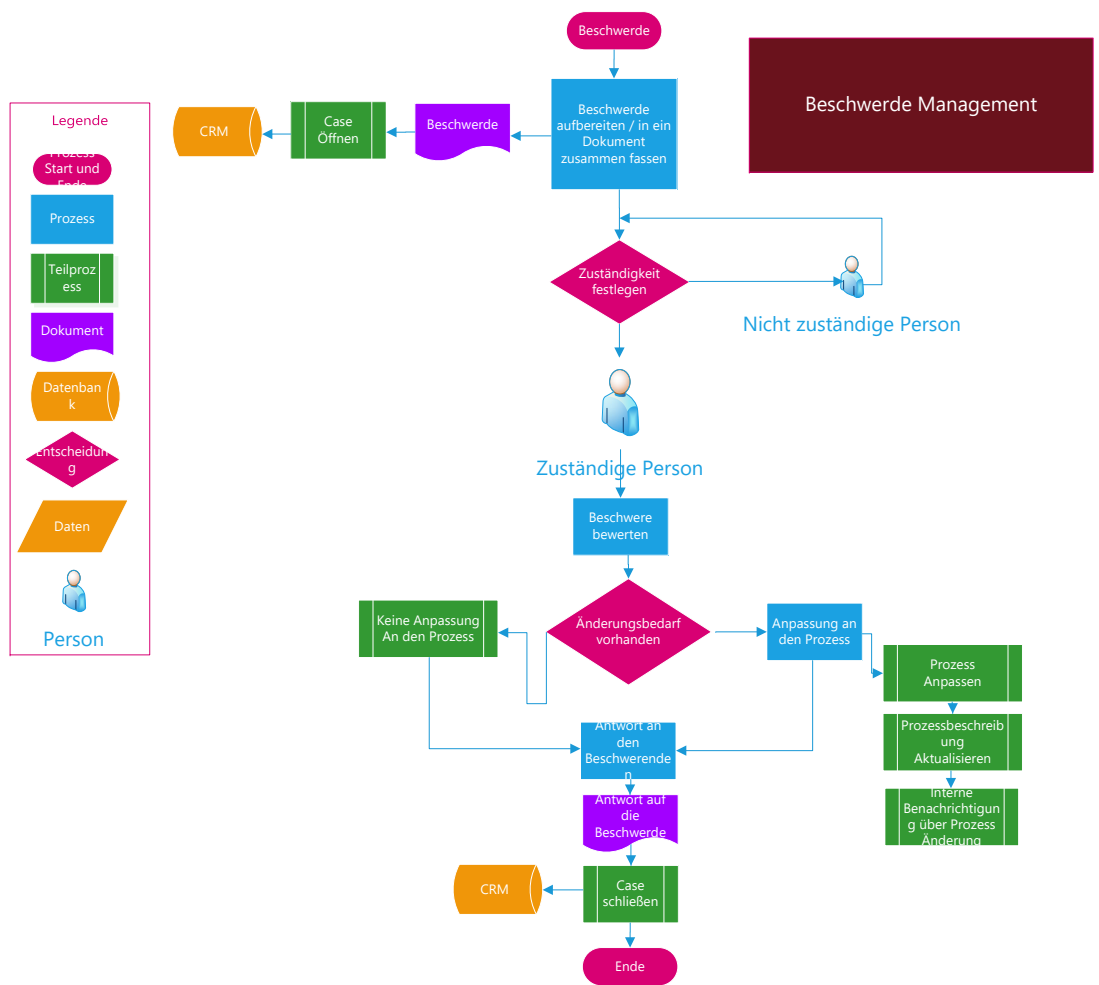 Beschwerde
Beschwerde Management
Beschwerde
aufbereiten / in ein
Dokument
zusammen fassen
Beschwerde
Case
Öffnen
CRM
Legende
Prozess
Start und
Ende
Prozess
Teilproz
ess
Dokument
Datenban
k
Entscheidun
g
Daten
Person
Zuständigkeit
festlegen
Nicht zuständige Person
Zuständige Person
Beschwere
bewerten
Änderungsbedarf
vorhanden
Keine Anpassung
An den Prozess
Anpassung an
den Prozess
Prozess
Anpassen
Prozessbeschreib
ung
Aktualisieren
Interne
Benachrichtigun
g über Prozess
Änderung
Antwort an
den
Beschwerende
n
Antwort auf
die
Beschwerde
Case
schließen
CRM
Ende